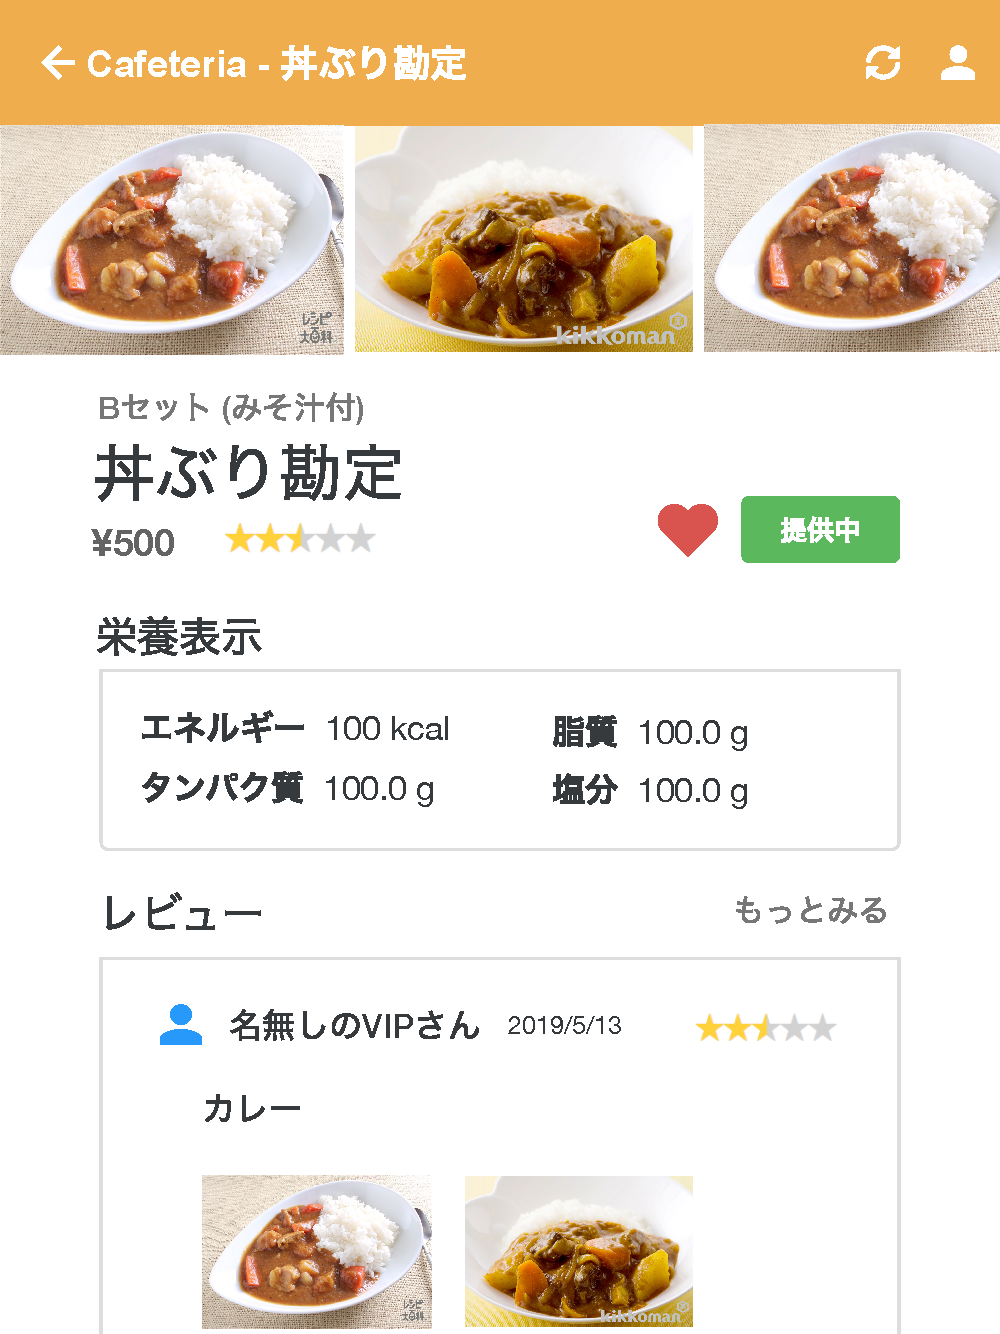 Cafeteria - 丼ぶり勘定
レシピ
大百科
kikkoman
Bセット (みそ汁付)
丼ぶり勘定
¥500
提供中
栄養表示
エネルギー 100 kcal
脂質 100.0 g
タンパク質 100.0 g
塩分 100.0 g
レビュー
もっとみる
名無しのVIPさん 2019/5/13
カレー
レシピ
大百科
kikkoman